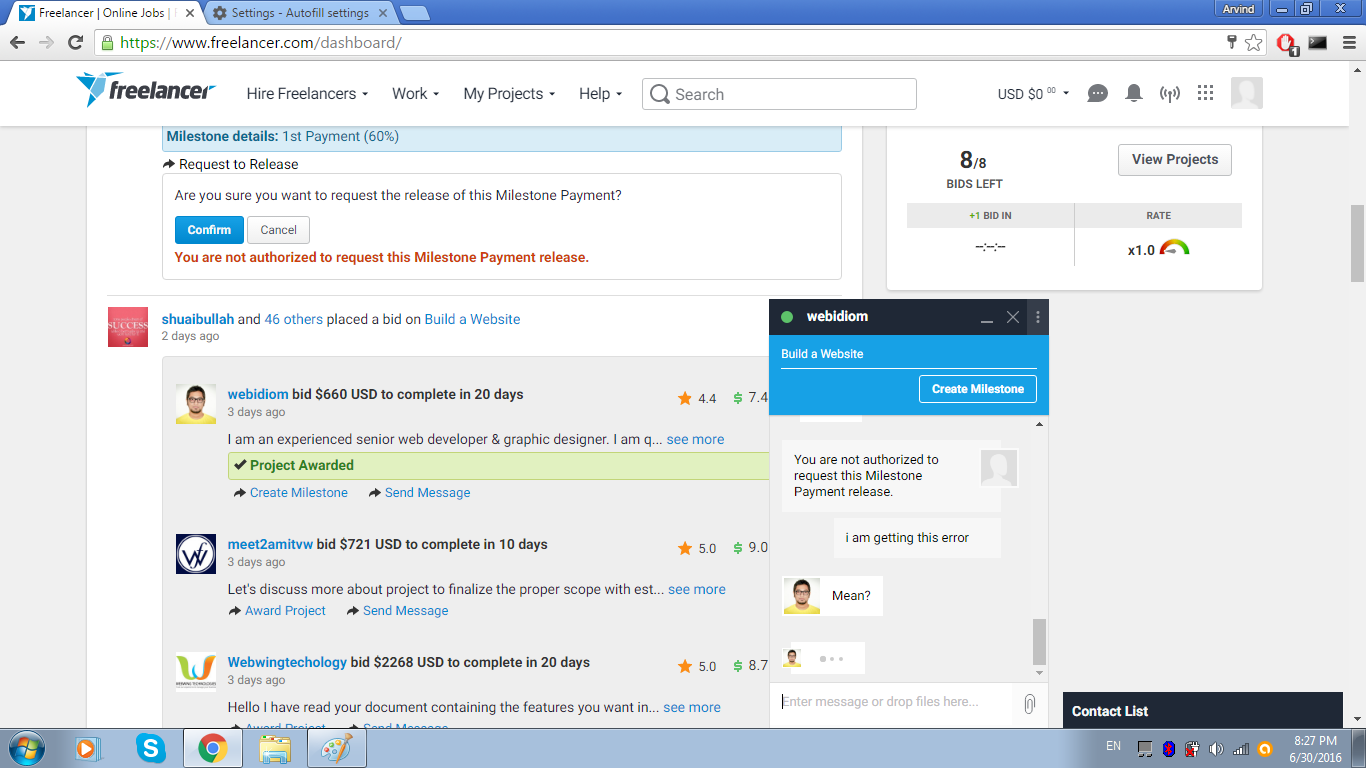 Freelancer | Online Jobs |
Settings - Autofill settings
Arvind
https://www.freelancer.com/dashboard/
1
freelancer
Hire Freelancers
Work
My Projects
Help
Search
USD $0 00
Milestone details: 1st Payment (60%)
Request to Release
Are you sure you want to request the release of this Milestone Payment?
Confirm
Cancel
You are not authorized to request this Milestone Payment release.
8/8
BIDS LEFT
View Projects
+1 BID IN
RATE
--:--:--
x1.0
SUCCESS
shuaibullah and 46 others placed a bid on Build a Website
2 days ago
webidiom bid $660 USD to complete in 20 days
4.4
$ 7.4
3 days ago
I am an experienced senior web developer & graphic designer. I am q... see more
Project Awarded
Create Milestone
Send Message
meet2amitvw bid $721 USD to complete in 10 days
5.0
$ 9.0
3 days ago
Let's discuss more about project to finalize the proper scope with est... see more
Award Project
Send Message
Webwingtechology bid $2268 USD to complete in 20 days
5.0
$ 8.7
3 days ago
Hello I have read your document containing the features you want in... see more
Award Project
Send Message
webidiom
Build a Website
Create Milestone
You are not authorized to
request this Milestone
Payment release.
i am getting this error
Mean?
Enter message or drop files here...
Contact List
EN
8:27 PM
6/30/2016